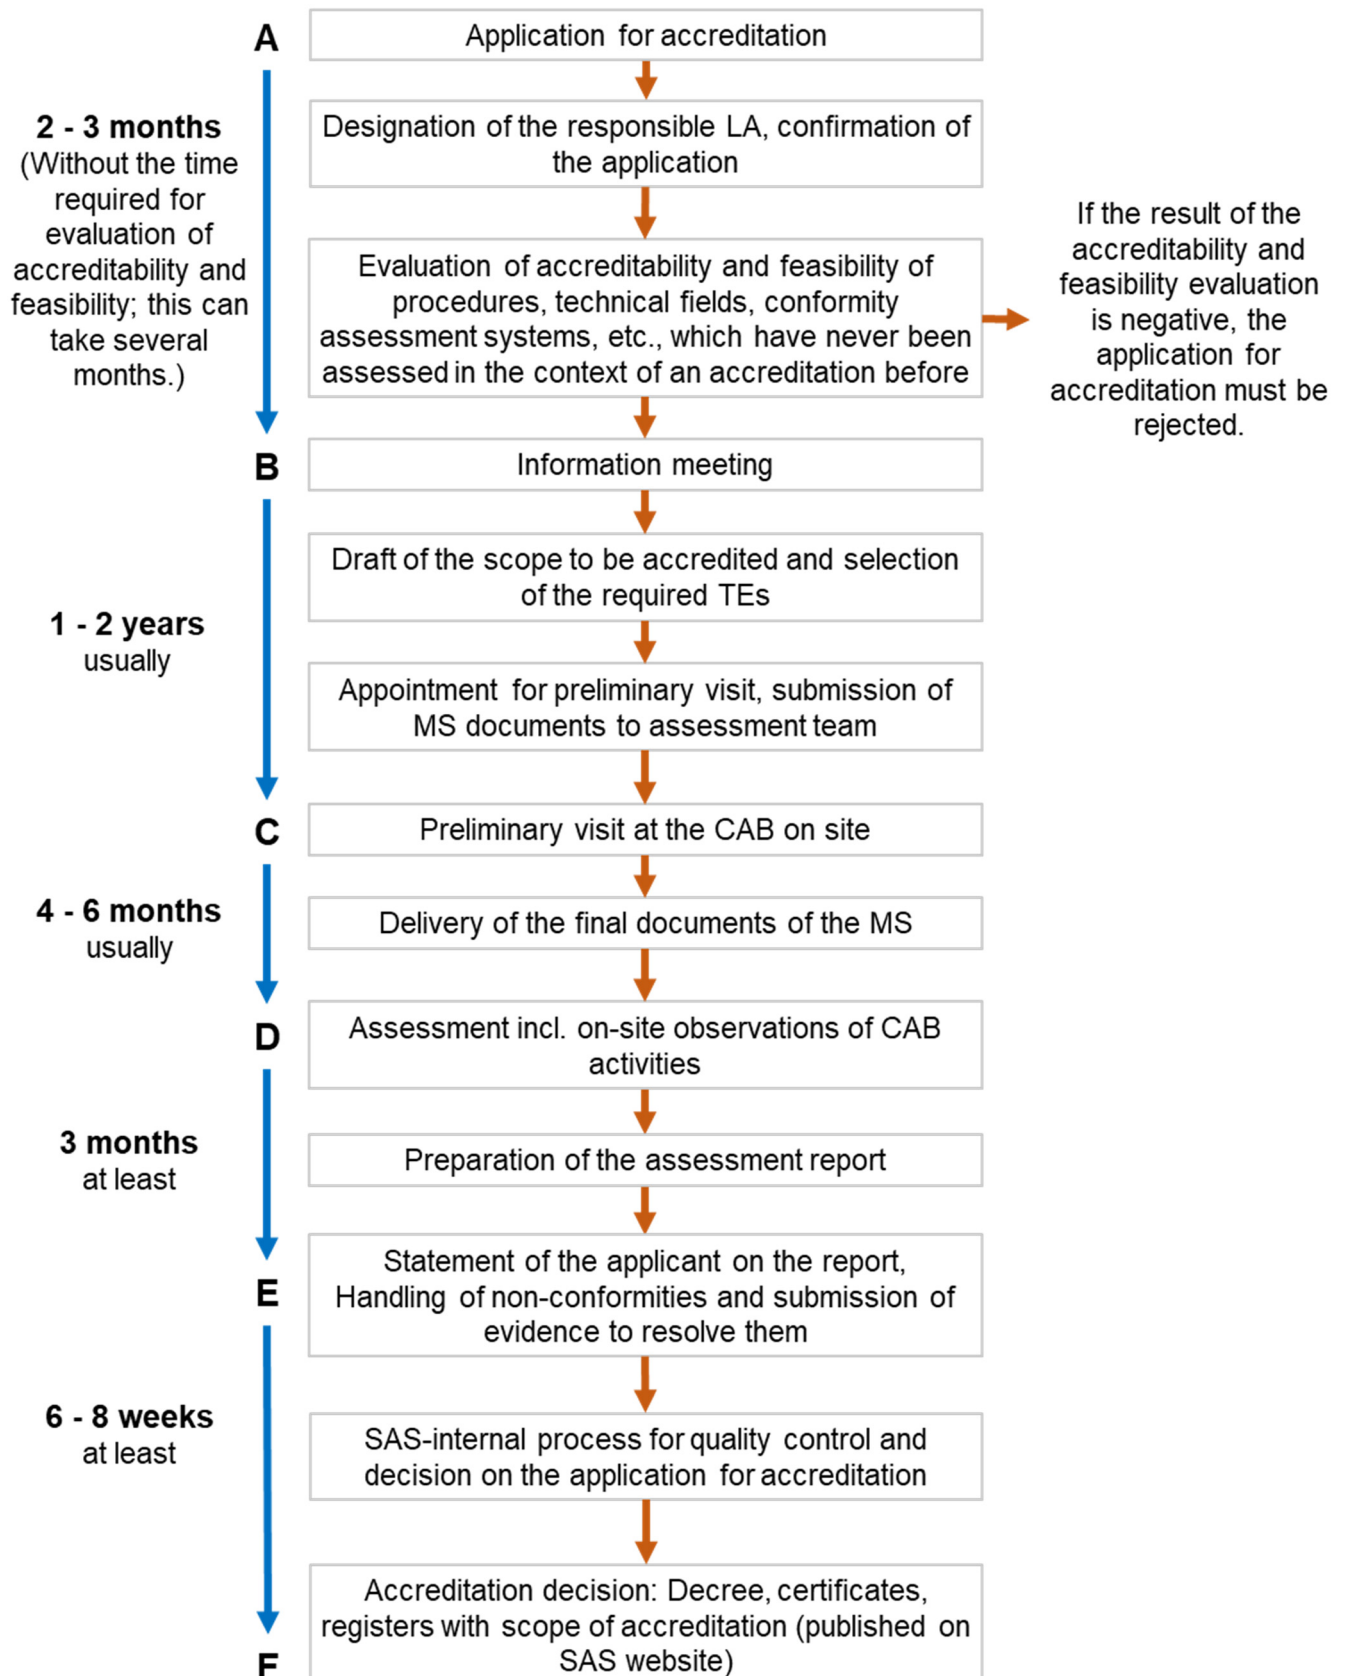 A
Application for accreditation
2 - 3 months
(Without the time
required for
evaluation of
accreditability and
feasibility; this can
take several
months.)
Designation of the responsible LA, confirmation of
the application
Evaluation of accreditability and feasibility of
procedures, technical fields, conformity
assessment systems, etc., which have never been
assessed in the context of an accreditation before
If the result of the
accreditability and
feasibility evaluation
is negative, the
application for
accreditation must be
rejected.
B
Information meeting
1 - 2 years
usually
Draft of the scope to be accredited and selection
of the required TEs
Appointment for preliminary visit, submission of
MS documents to assessment team
C
Preliminary visit at the CAB on site
4 - 6 months
usually
Delivery of the final documents of the MS
D
Assessment incl. on-site observations of CAB
activities
3 months
at least
Preparation of the assessment report
E
Statement of the applicant on the report,
Handling of non-conformities and submission of
evidence to resolve them
6 - 8 weeks
at least
SAS-internal process for quality control and
decision on the application for accreditation
F
Accreditation decision: Decree, certificates,
registers with scope of accreditation (published on
SAS website)